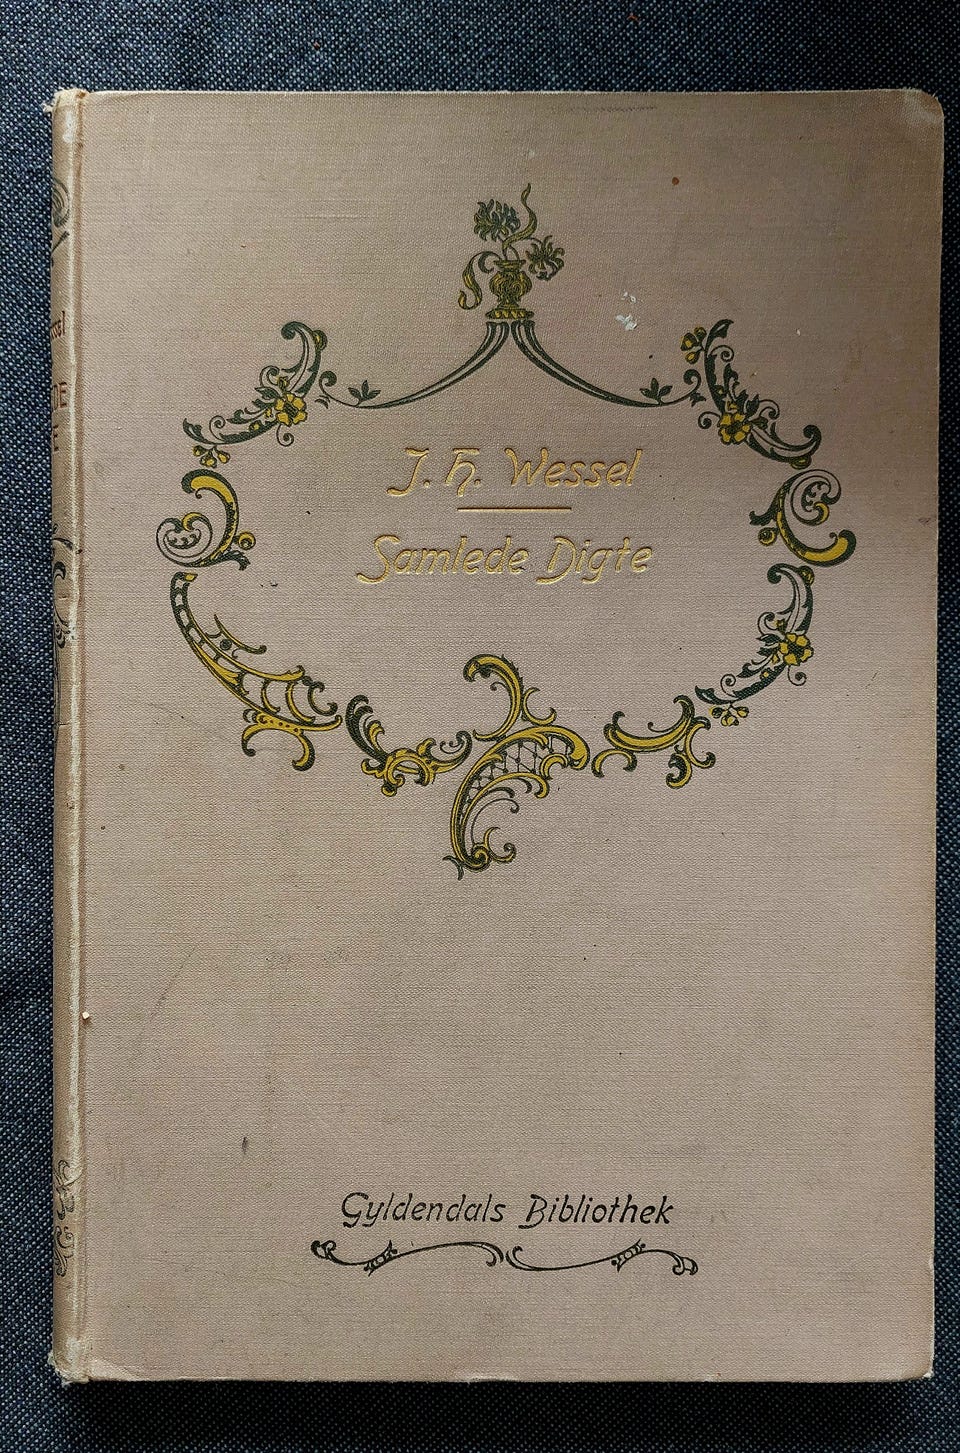 J. H. Wessel
Samlede Digte
Gyldendals Bibliothek